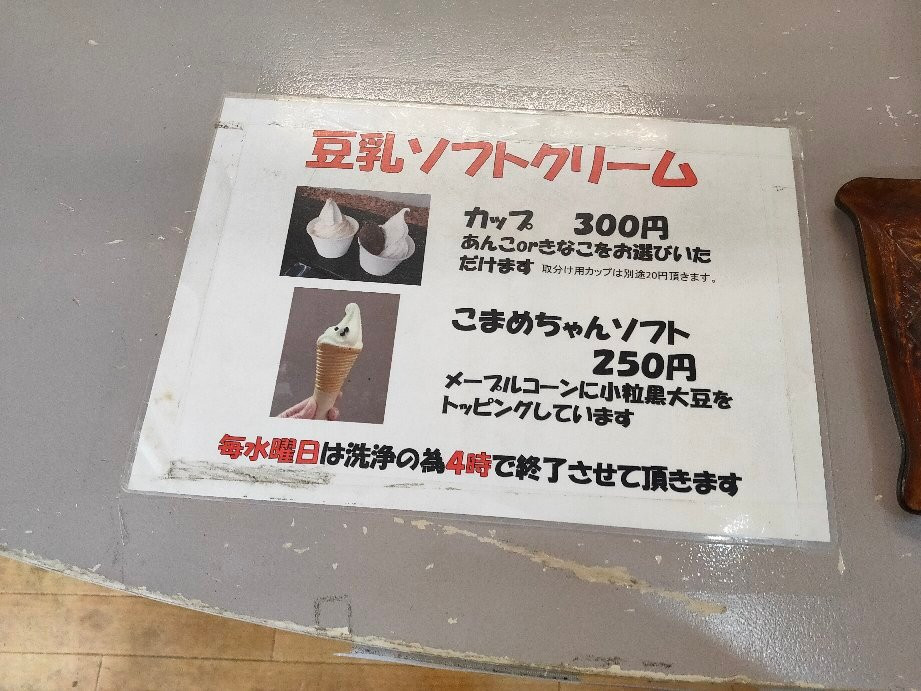 豆乳ソフトクリーム
カップ 300円
あんこorきなこをお選びいた
だけます 取分け用カップは別途20円頂きます。
こまめちゃんソフト
250円
メープルコーンに小粒黒大豆を
トッピングしています
毎水曜日は洗浄の為4時で終了させて頂きます